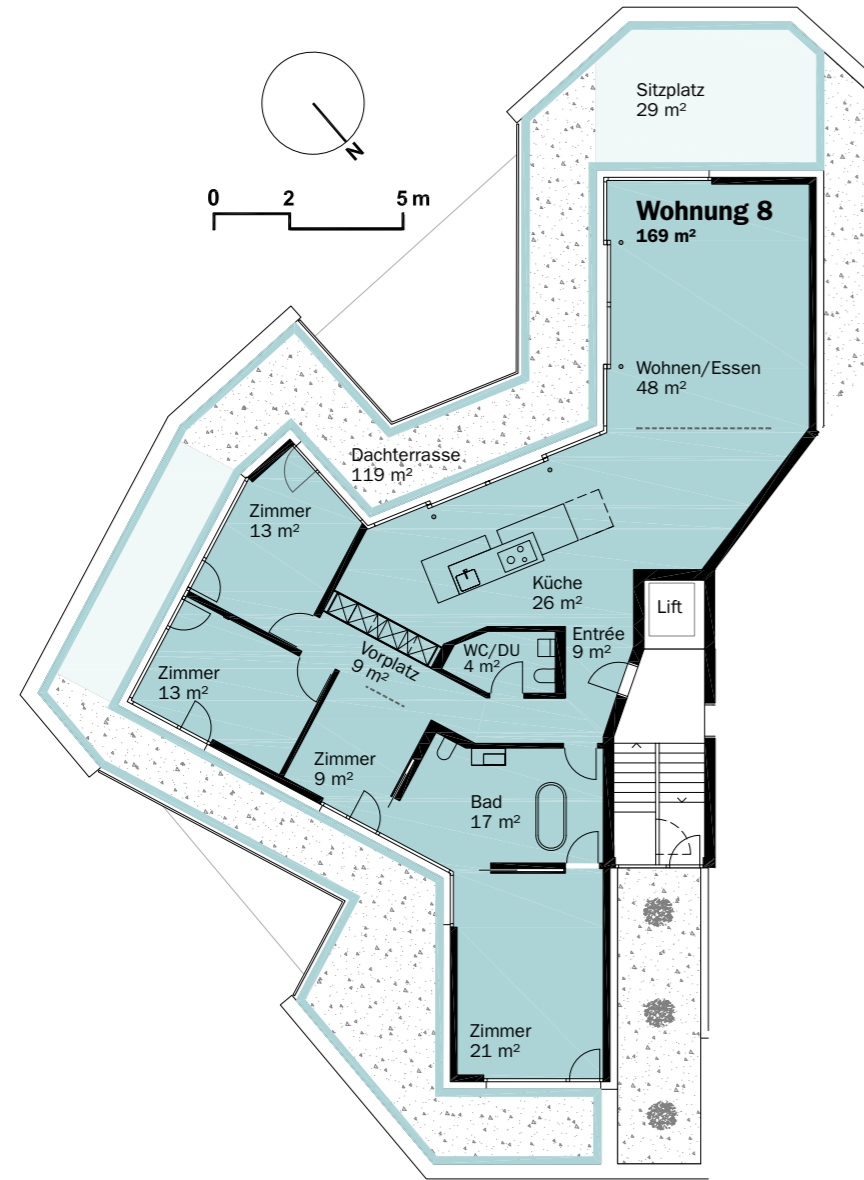 Sitzplatz
29 m²
N
0 2 5 m
Wohnung 8
169 m²
Wohnen/Essen
48 m²
Dachterrasse
119 m²
Zimmer
13 m²
Küche
26 m²
Lift
Entrée
9 m²
WC/DU
4 m²
Vorplatz
9 m²
Zimmer
13 m²
Zimmer
9 m²
Bad
17 m²
Zimmer
21 m²